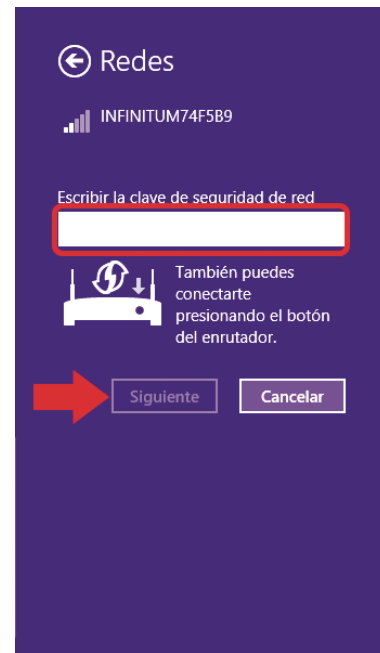 Redes
INFINITUM74F5B9
Escribir la clave de seguridad de red
También puedes
conectarte
presionando el botón
del enrutador.
Siguiente Cancelar